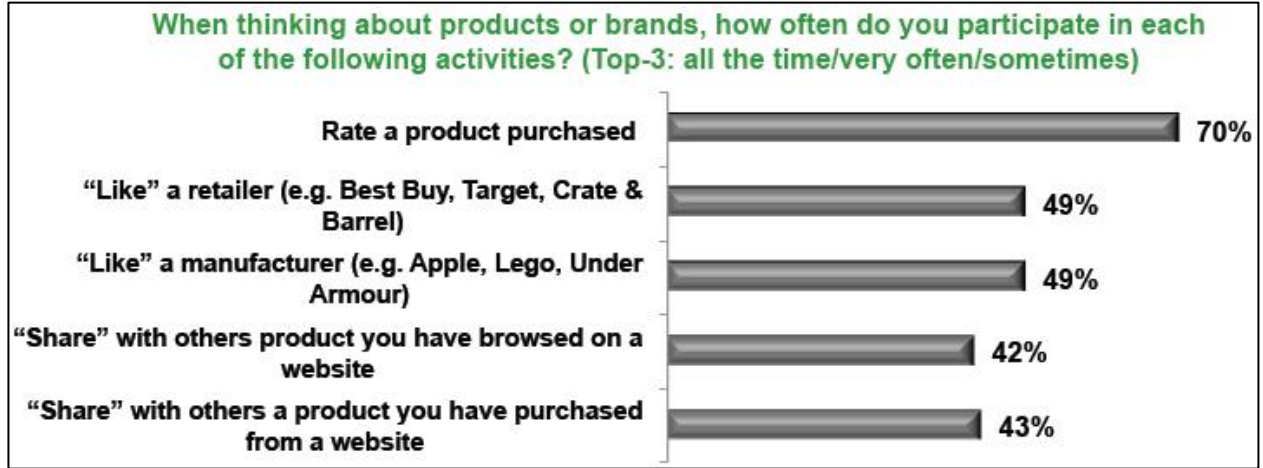 When thinking about products or brands, how often do you participate in each
of the following activities? (Top-3: all the time/very often/sometimes)
Rate a product purchased
70%
“Like” a retailer (e.g. Best Buy, Target, Crate &
Barrel)
49%
“Like” a manufacturer (e.g. Apple, Lego, Under
Armour)
49%
“Share” with others product you have browsed on a
website
42%
“Share” with others a product you have purchased
from a website
43%